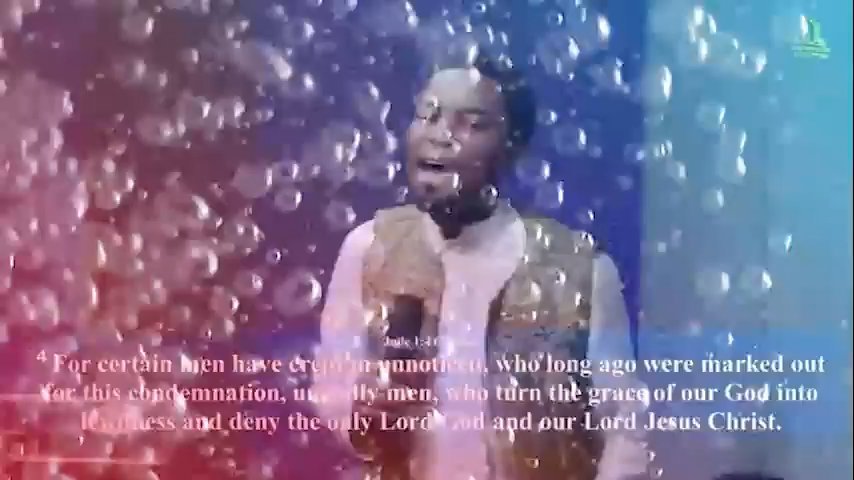 Jude 1:4
4 For certain men have crept in unnoticed, who long ago were marked out
for this condemnation, ungodly men, who turn the grace of our God into
lewdness and deny the only Lord God and our Lord Jesus Christ.